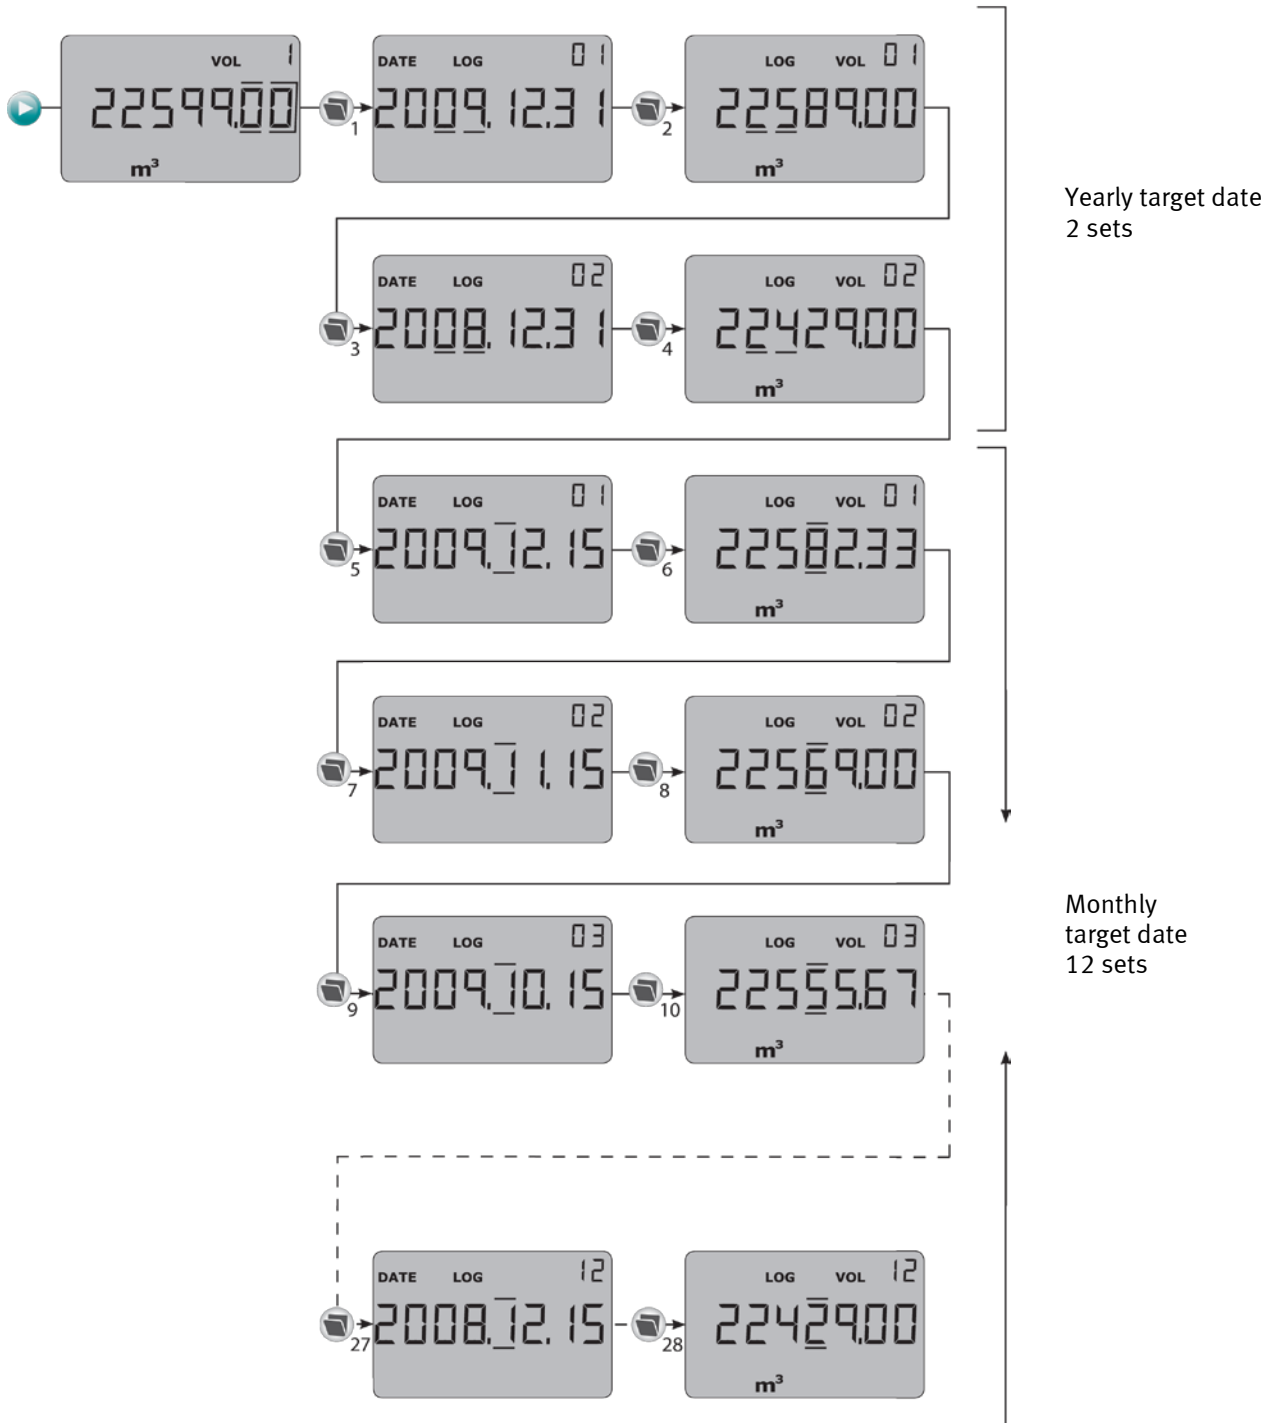 VOL 1
22599.00
m³
1
DATE LOG 01
2009.12.31
2
LOG VOL 01
22589.00
m³
Yearly target date
2 sets
3
DATE LOG 02
2008.12.31
4
LOG VOL 02
22429.00
m³
5
DATE LOG 01
2009.12.15
6
LOG VOL 01
22582.33
m³
7
DATE LOG 02
2009.11.15
8
LOG VOL 02
22569.00
m³
9
DATE LOG 03
2009.10.15
10
LOG VOL 03
22555.67
m³
Monthly
target date
12 sets
27
DATE LOG 12
2008.12.15
28
LOG VOL 12
22429.00
m³